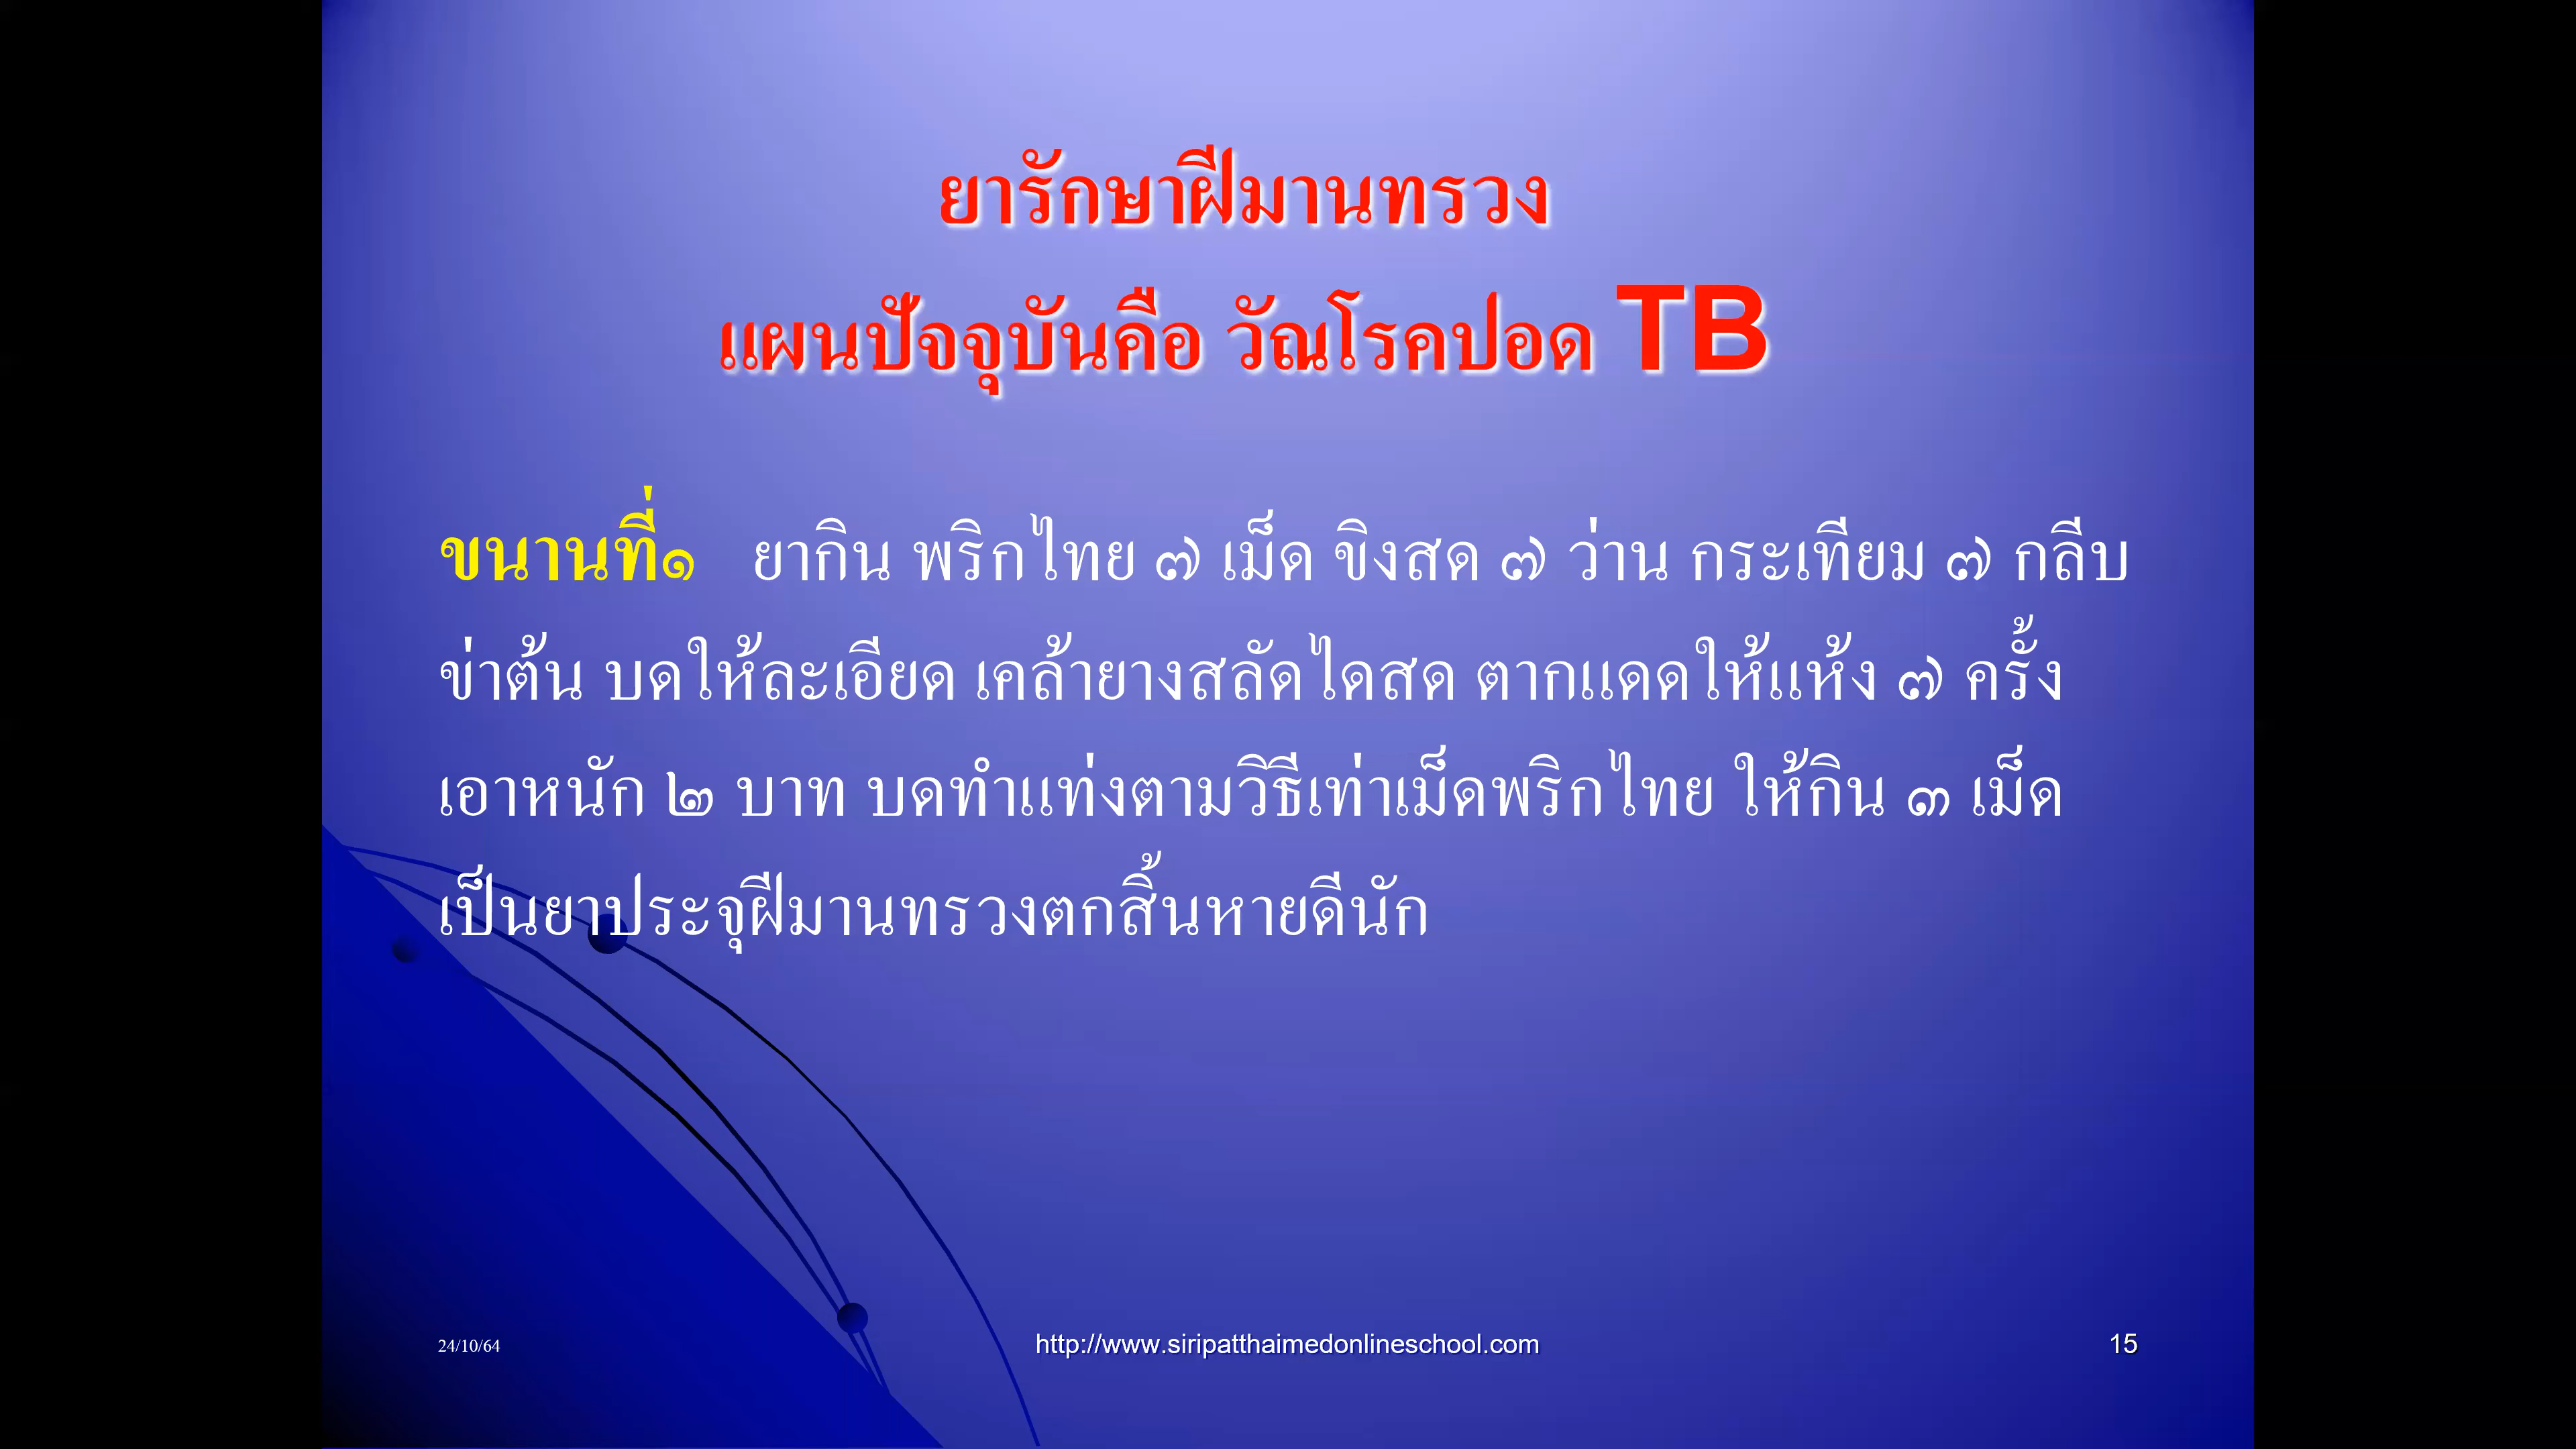 ยารักษาฝีมานทรวง
แผนปัจจุบันคือ วัณโรคปอด TB
ขนานที่๑ ยากิน พริกไทย ๗ เม็ด ขิงสด ๗ ว่าน กระเทียม ๗ กลีบ
ข่าต้น บดให้ละเอียด เคล้ายางสลัดไดสด ตากแดดให้แห้ง ๗ ครั้ง
เอาหนัก ๒ บาท บดทำแท่งตามวิธีเท่าเม็ดพริกไทย ให้กิน ๓ เม็ด
เป็นยาประจุฝีมานทรวงตกสิ้นหายดีนัก
24/10/64 http://www.siripatthaimedonlineschool.com 15